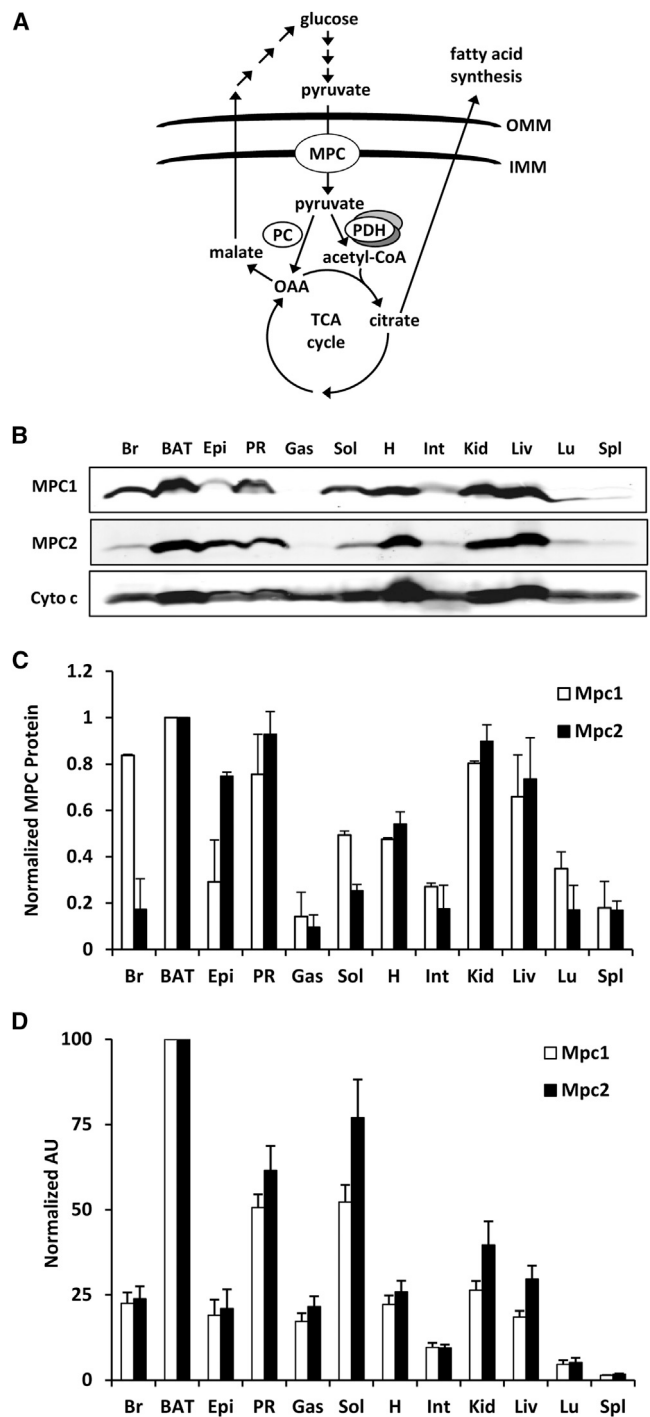 A
glucose
fatty acid
synthesis
pyruvate
OMM
MPC
IMM
pyruvate
PC
PDH
malate
acetyl-CoA
OAA
TCA
cycle
citrate
B
Br BAT Epi PR Gas Sol H Int Kid Liv Lu Spl
MPC1
MPC2
Cyto c
C
1.2
1
0.8
0.6
0.4
0.2
0
Normalized MPC Protein
Mpc1
Mpc2
Br BAT Epi PR Gas Sol H Int Kid Liv Lu Spl
D
100
75
50
25
0
Normalized AU
Mpc1
Mpc2
Br BAT Epi PR Gas Sol H Int Kid Liv Lu Spl